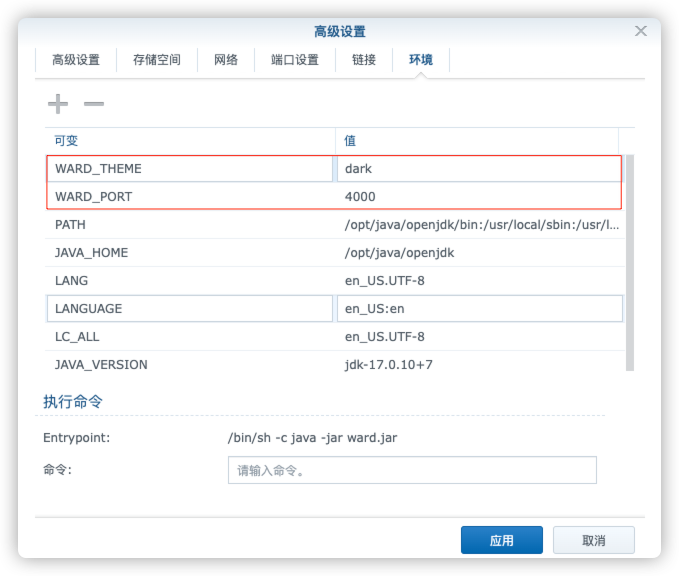 高级设置
高级设置 存储空间 网络 端口设置 链接 环境
可变 值
WARD_THEME dark
WARD_PORT 4000
PATH /opt/java/openjdk/bin:/usr/local/sbin:/usr/l...
JAVA_HOME /opt/java/openjdk
LANG en_US.UTF-8
LANGUAGE en_US:en
LC_ALL en_US.UTF-8
JAVA_VERSION jdk-17.0.10+7
执行命令
Entrypoint: /bin/sh -c java -jar ward.jar
命令: 请输入命令。
应用 取消